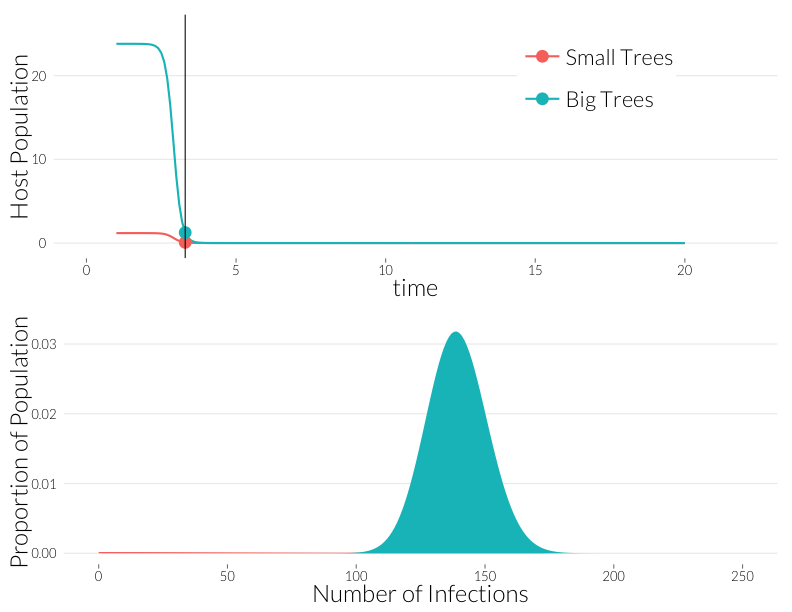 Host Population
20
10
0
Small Trees
Big Trees
0 5 10 15 20
time
Proportion of Population
0.03
0.02
0.01
0.00
0 50 100 150 200 250
Number of Infections